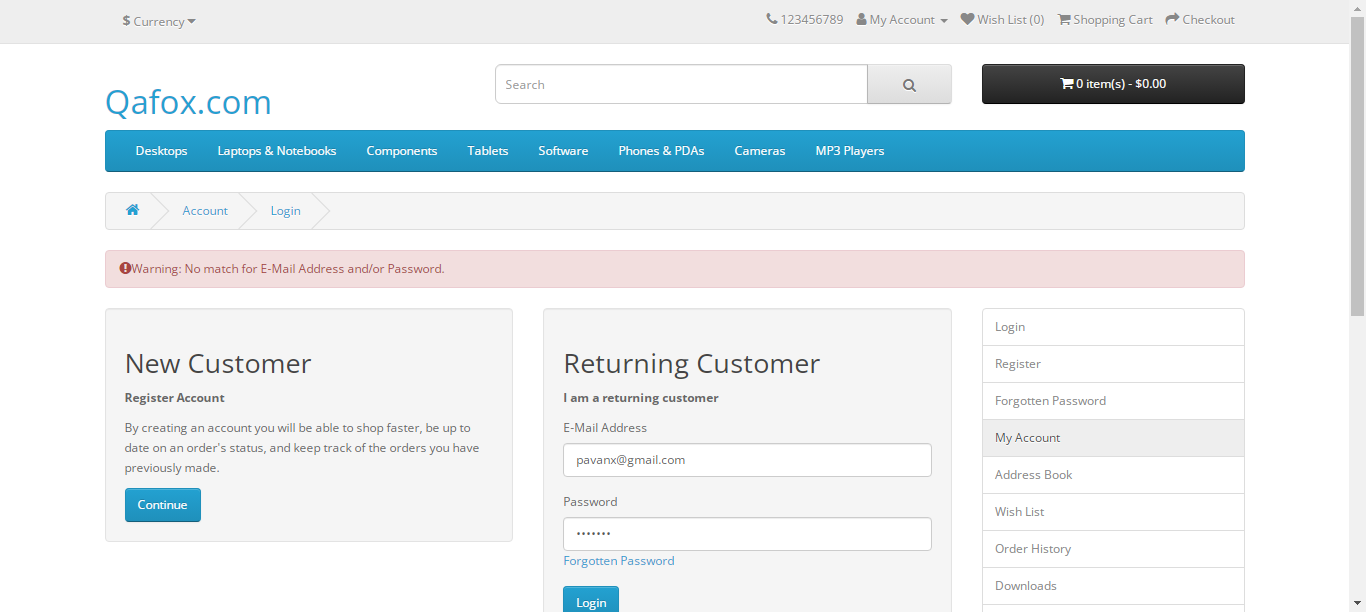 $ Currency
123456789 My Account Wish List (0) Shopping Cart Checkout
Qafox.com
Search
0 item(s) - $0.00
Desktops Laptops & Notebooks Components Tablets Software Phones & PDAs Cameras MP3 Players
Account Login
Warning: No match for E-Mail Address and/or Password.
New Customer
Register Account
By creating an account you will be able to shop faster, be up to
date on an order's status, and keep track of the orders you have
previously made.
Continue
Returning Customer
I am a returning customer
E-Mail Address
pavanx@gmail.com
Password
•••••••
Forgotten Password
Login
Login
Register
Forgotten Password
My Account
Address Book
Wish List
Order History
Downloads